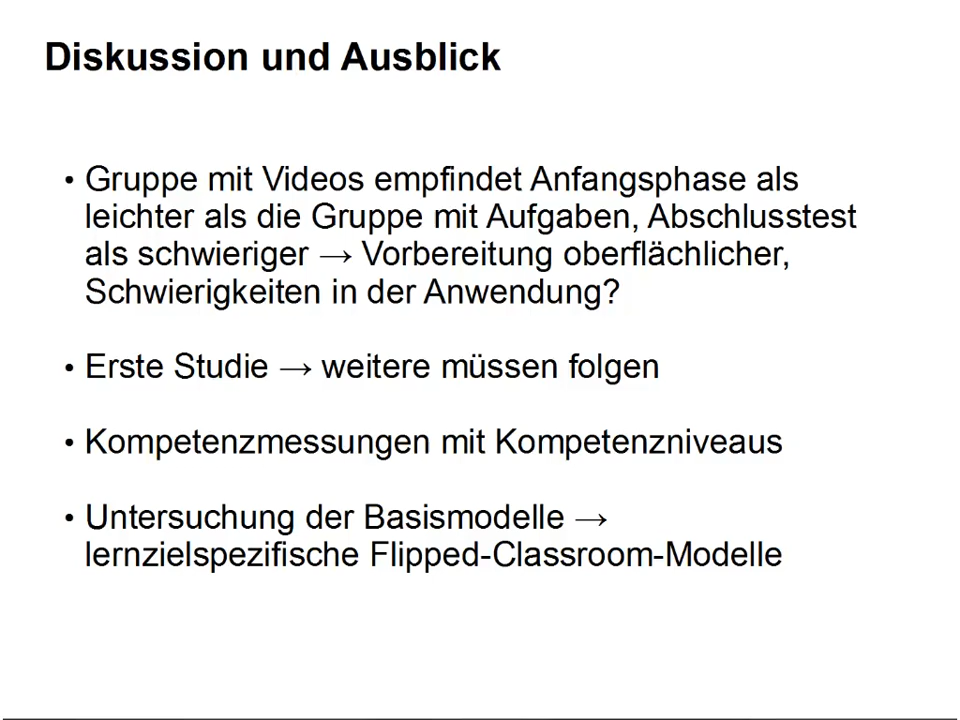 Diskussion und Ausblick
• Gruppe mit Videos empfindet Anfangsphase als
leichter als die Gruppe mit Aufgaben, Abschlusstest
als schwieriger → Vorbereitung oberflächlicher,
Schwierigkeiten in der Anwendung?
• Erste Studie → weitere müssen folgen
• Kompetenzmessungen mit Kompetenzniveaus
• Untersuchung der Basismodelle →
lernzielspezifische Flipped-Classroom-Modelle